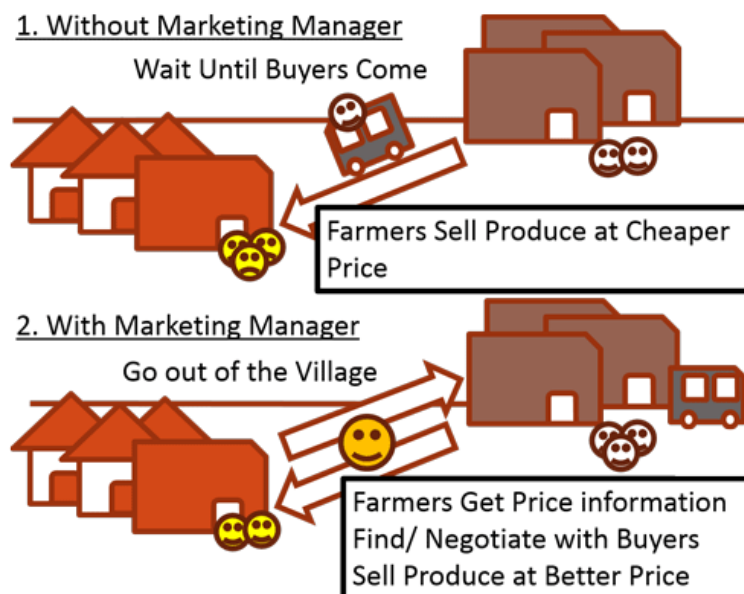 1. Without Marketing Manager
Wait Until Buyers Come
Farmers Sell Produce at Cheaper
Price
2. With Marketing Manager
Go out of the Village
Farmers Get Price information
Find/ Negotiate with Buyers
Sell Produce at Better Price